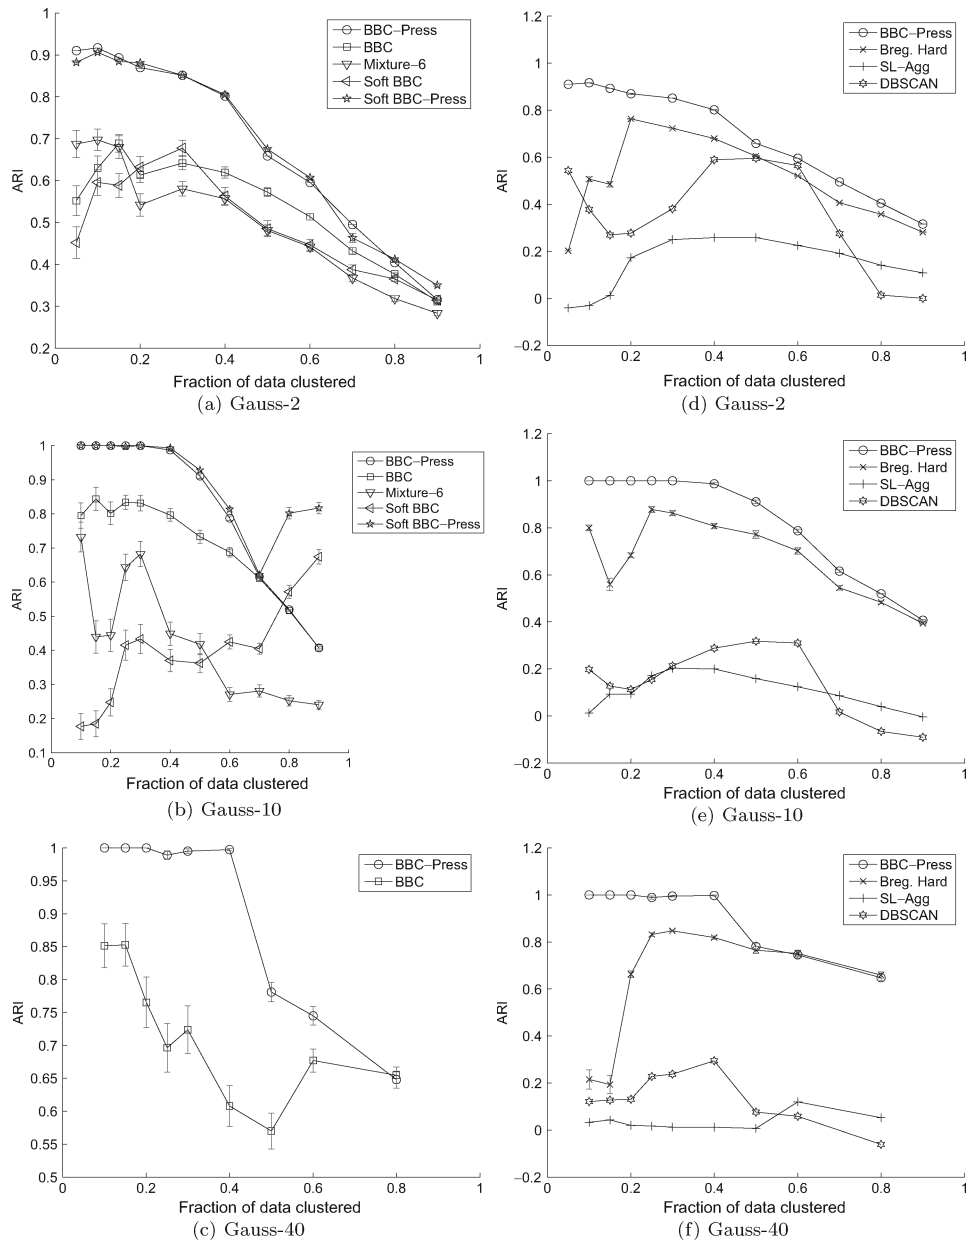 1
0.9
0.8
0.7
0.6
0.5
0.4
0.3
0.2
ARI
0 0.2 0.4 0.6 0.8 1
Fraction of data clustered
BBC–Press
BBC
Mixture–6
Soft BBC
Soft BBC–Press
(a) Gauss-2
1.2
1
0.8
0.6
0.4
0.2
0
–0.2
ARI
0 0.2 0.4 0.6 0.8 1
Fraction of data clustered
BBC–Press
Breg. Hard
SL–Agg
DBSCAN
(d) Gauss-2
1
0.9
0.8
0.7
0.6
0.5
0.4
0.3
0.2
0.1
ARI
0 0.2 0.4 0.6 0.8 1
Fraction of data clustered
BBC–Press
BBC
Mixture–6
Soft BBC
Soft BBC–Press
(b) Gauss-10
1.2
1
0.8
0.6
0.4
0.2
0
–0.2
ARI
0 0.2 0.4 0.6 0.8 1
Fraction of data clustered
BBC–Press
Breg. Hard
SL–Agg
DBSCAN
(e) Gauss-10
1
0.95
0.9
0.85
0.8
0.75
0.7
0.65
0.6
0.55
0.5
ARI
0 0.2 0.4 0.6 0.8 1
Fraction of data clustered
BBC–Press
BBC
(c) Gauss-40
1.2
1
0.8
0.6
0.4
0.2
0
–0.2
ARI
0 0.2 0.4 0.6 0.8 1
Fraction of data clustered
BBC–Press
Breg. Hard
SL–Agg
DBSCAN
(f) Gauss-40